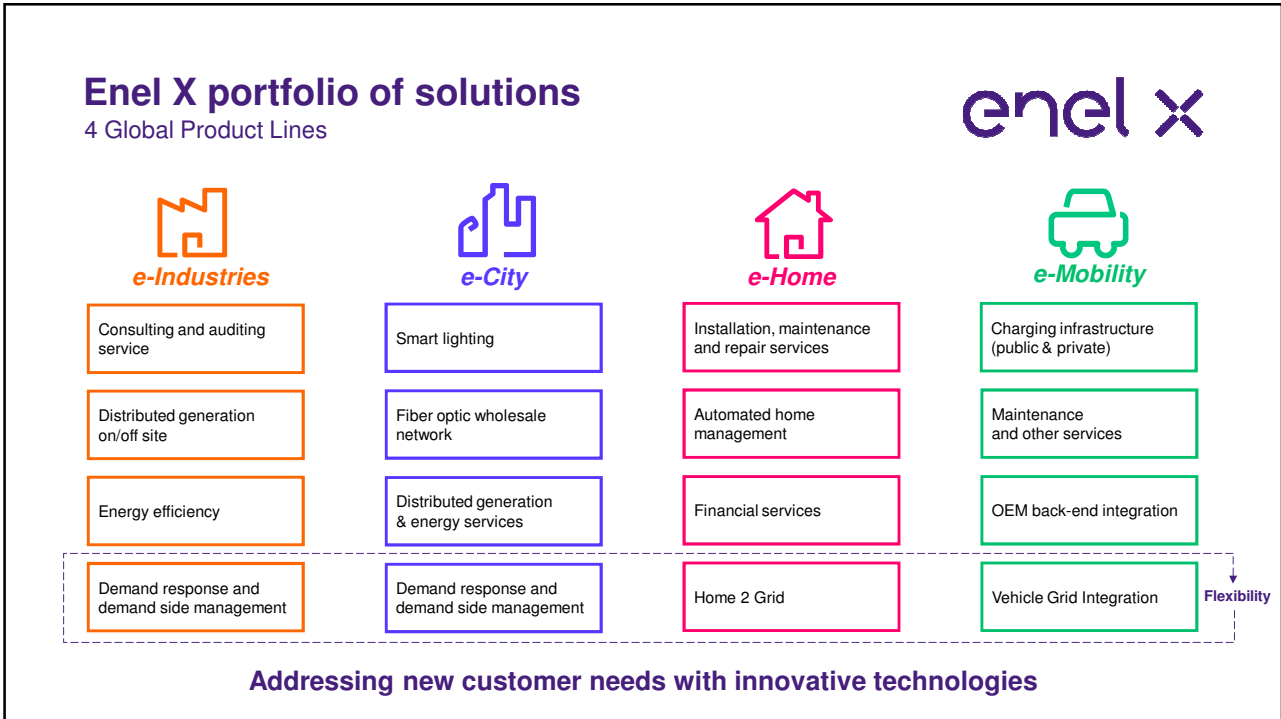 Enel X portfolio of solutions
4 Global Product Lines
enel x
e-Industries
Consulting and auditing
service
Distributed generation
on/off site
Energy efficiency
Demand response and
demand side management
e-City
Smart lighting
Fiber optic wholesale
network
Distributed generation
& energy services
Demand response and
demand side management
e-Home
Installation, maintenance
and repair services
Automated home
management
Financial services
Home 2 Grid
e-Mobility
Charging infrastructure
(public & private)
Maintenance
and other services
OEM back-end integration
Vehicle Grid Integration
Flexibility
Addressing new customer needs with innovative technologies